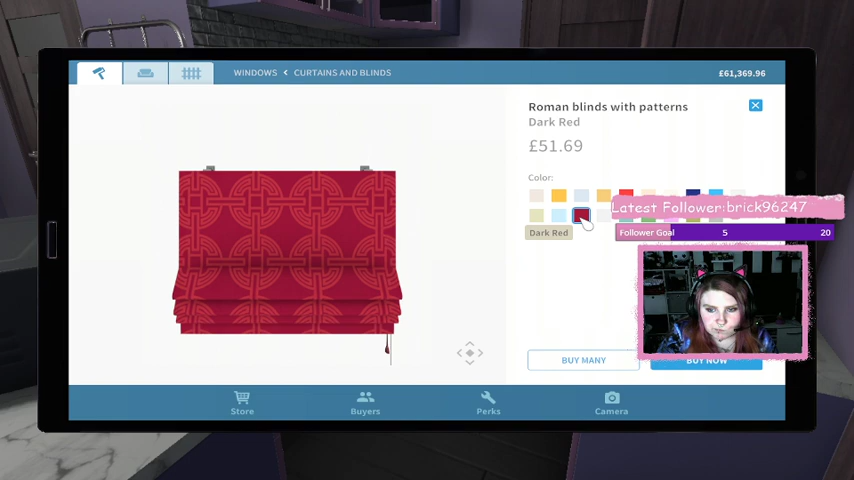 WINDOWS < CURTAINS AND BLINDS
£61,369.96
Roman blinds with patterns
Dark Red
£51.69
Color:
Latest Follower:brick96247
Dark Red
Follower Goal 5 20
BUY MANY
BUY NOW
Store
Buyers
Perks
Camera